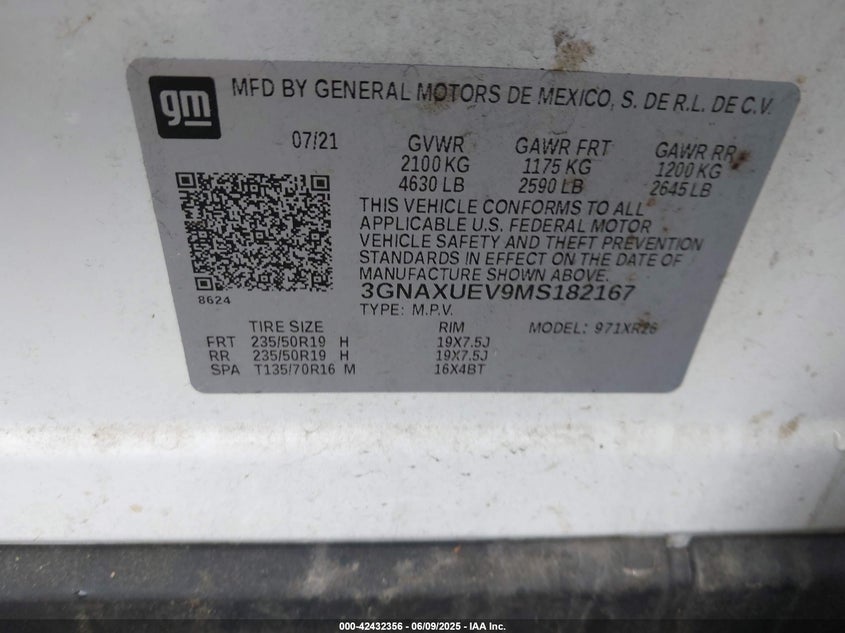 gm
MFD BY GENERAL MOTORS DE MEXICO, S. DE R.L. DE C.V.
07/21 GVWR GAWR FRT GAWR RR
2100 KG 1175 KG 1200 KG
4630 LB 2590 LB 2645 LB
THIS VEHICLE CONFORMS TO ALL
APPLICABLE U.S. FEDERAL MOTOR
VEHICLE SAFETY AND THEFT PREVENTION
STANDARDS IN EFFECT ON THE DATE OF
MANUFACTURE SHOWN ABOVE.
8624
3GNAXUEV9MS182167
TYPE: M.P.V. MODEL: 971XR26
TIRE SIZE RIM
FRT 235/50R19 H 19X7.5J
RR 235/50R19 H 19X7.5J
SPA T135/70R16 M 16X4BT
000-42432356 | 06/09/2025 - IAA Inc.